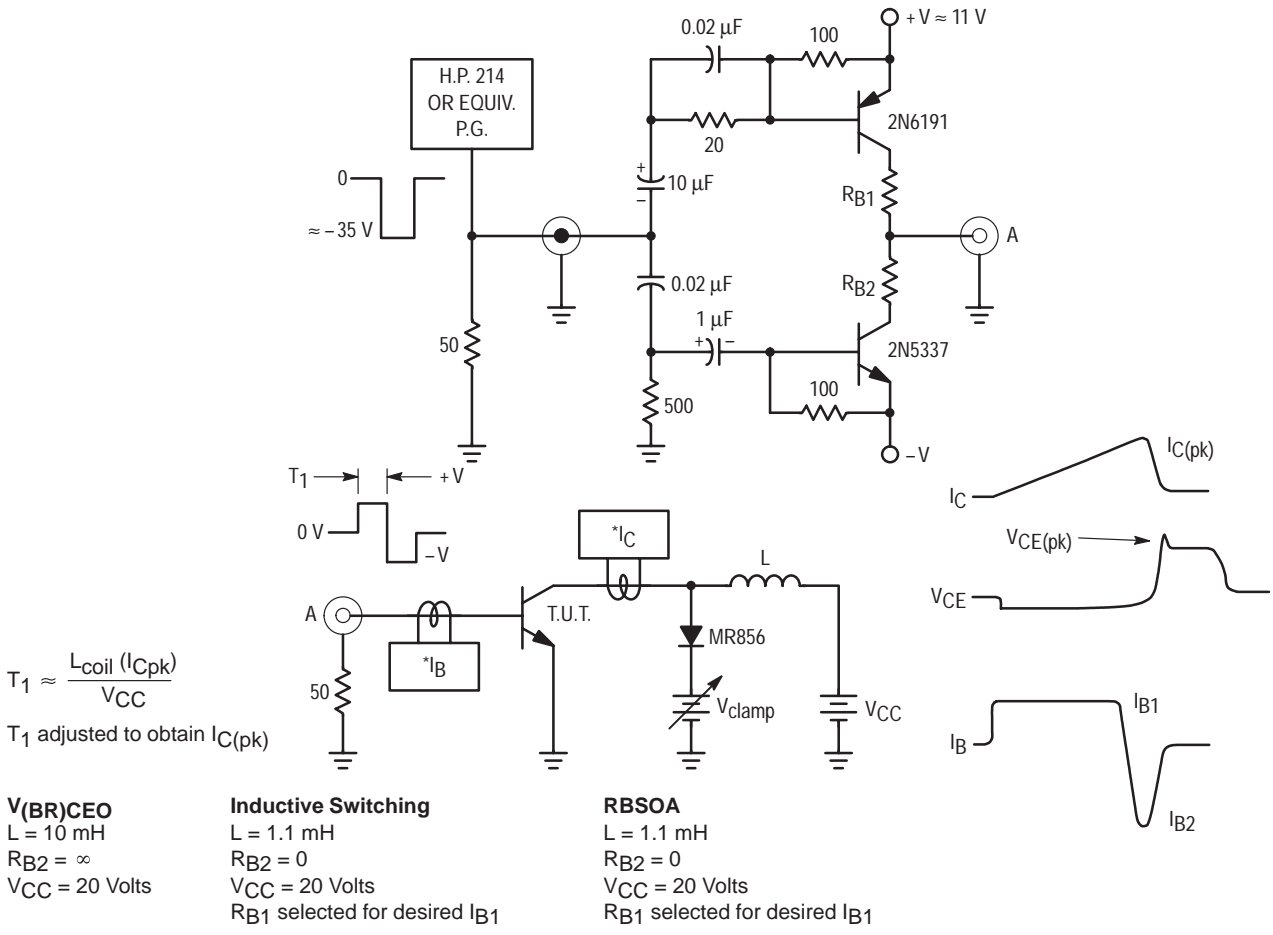 + V ≈ 11 V
0.02 µF
100
H.P. 214
OR EQUIV.
P.G.
2N6191
20
+
10 µF
−
RB1
0
≈ − 35 V
A
RB2
0.02 µF
1 µF
+ −
50
2N5337
100
500
− V
T1
+ V
0 V
− V
*IC
L
A
T.U.T.
*IB
MR856
50
Vclamp
VCC
IC(pk)
IC
VCE(pk)
VCE
IB1
IB
IB2
T1 ≈ Lcoil (ICpk)
VCC
T1 adjusted to obtain IC(pk)
V(BR)CEO
L = 10 mH
RB2 = ∞
VCC = 20 Volts
Inductive Switching
L = 1.1 mH
RB2 = 0
VCC = 20 Volts
RB1 selected for desired IB1
RBSOA
L = 1.1 mH
RB2 = 0
VCC = 20 Volts
RB1 selected for desired IB1